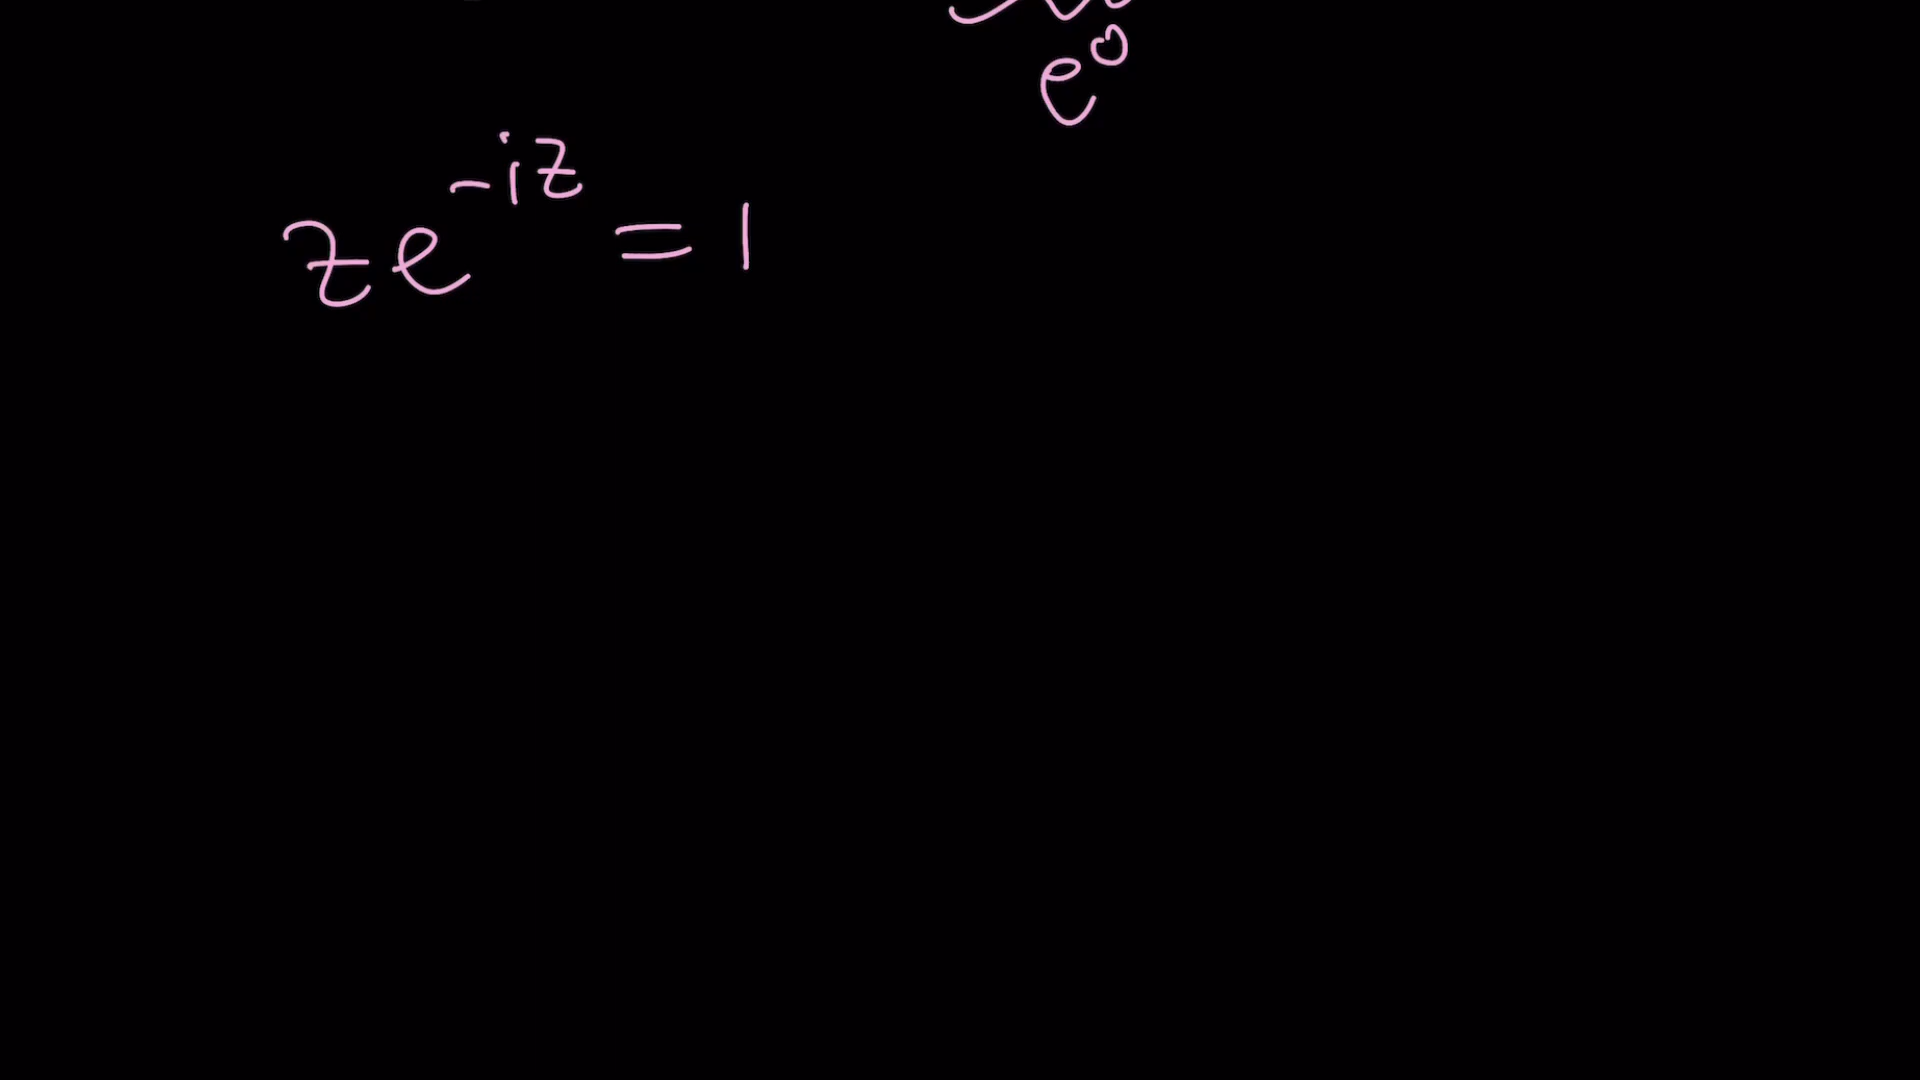 e⁰
ze⁻ⁱᶻ = 1